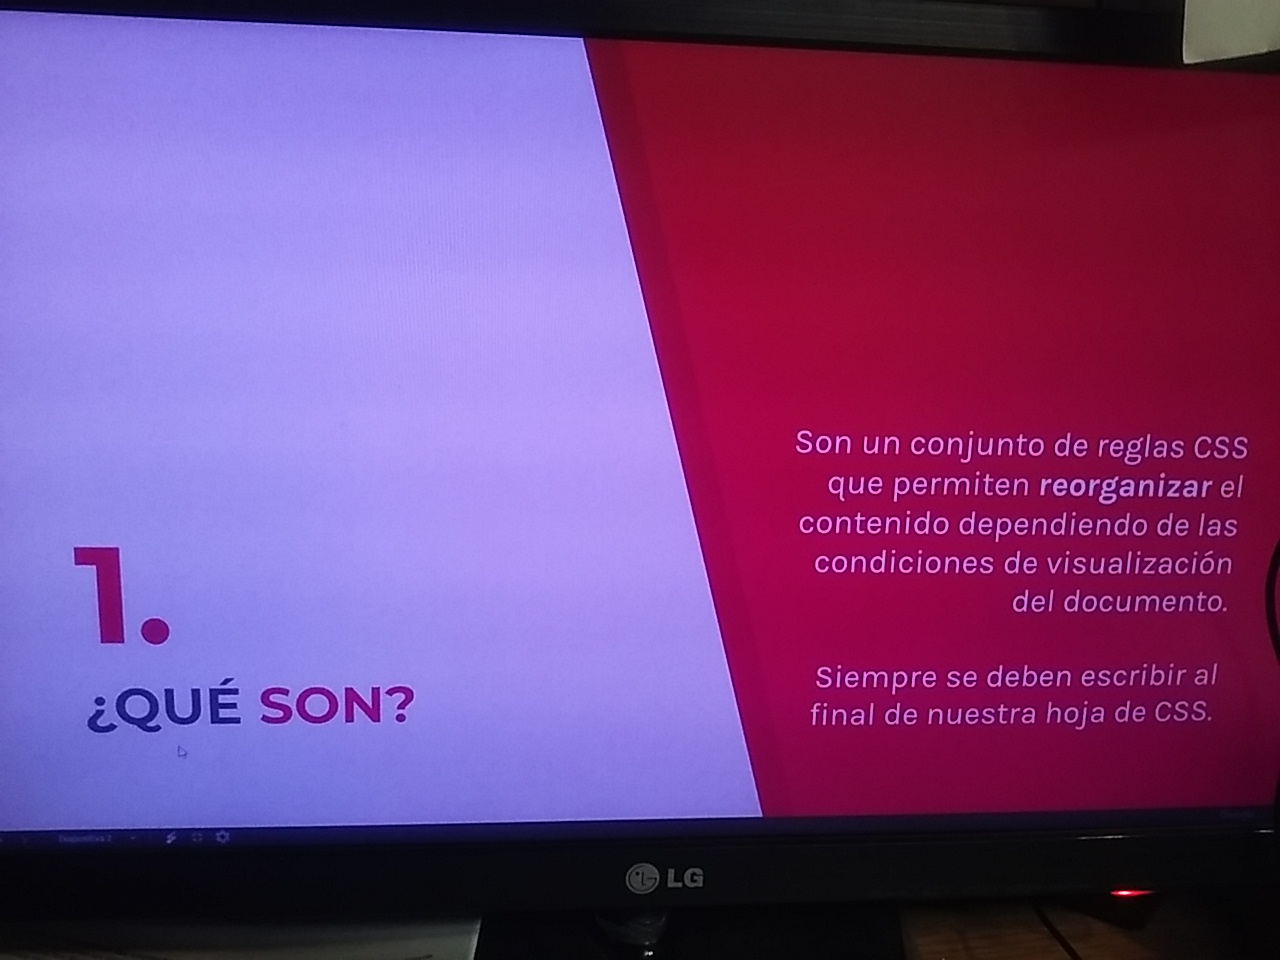 1.
¿QUÉ SON?
Son un conjunto de reglas CSS
que permiten reorganizar el
contenido dependiendo de las
condiciones de visualización
del documento.
Siempre se deben escribir al
final de nuestra hoja de CSS.
LG